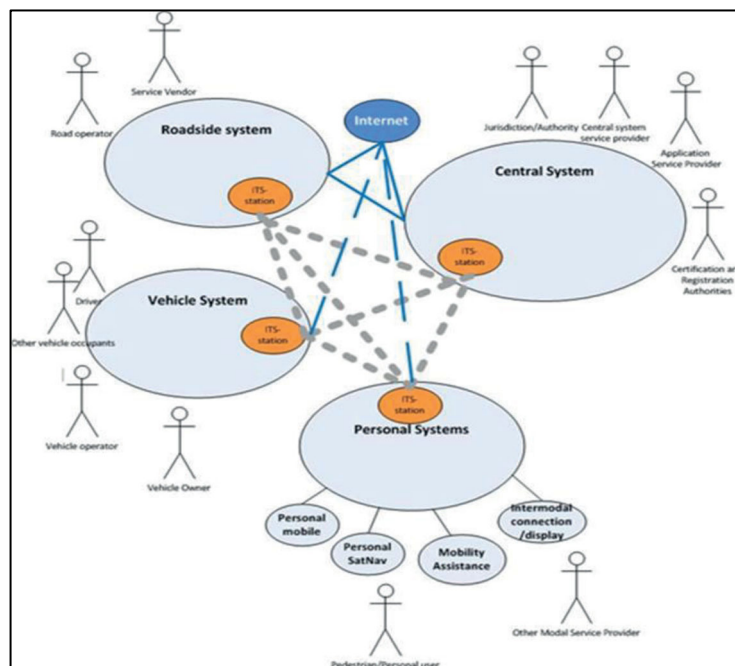 Service Vendor
Road operator
Roadside system
ITS-
station
Internet
Jurisdiction/Authority
Central system
service provider
Application
Service Provider
Central System
ITS-
station
Certification an
Registration
Authorities
Driver
Other vehicle occupants
Vehicle System
ITS-
station
Vehicle operator
Vehicle Owner
ITS-
station
Personal Systems
Personal
mobile
Personal
SatNav
Mobility
Assistance
Intermodal
connection
/display
Other Modal Service Provider
Pedestrian/Personal user